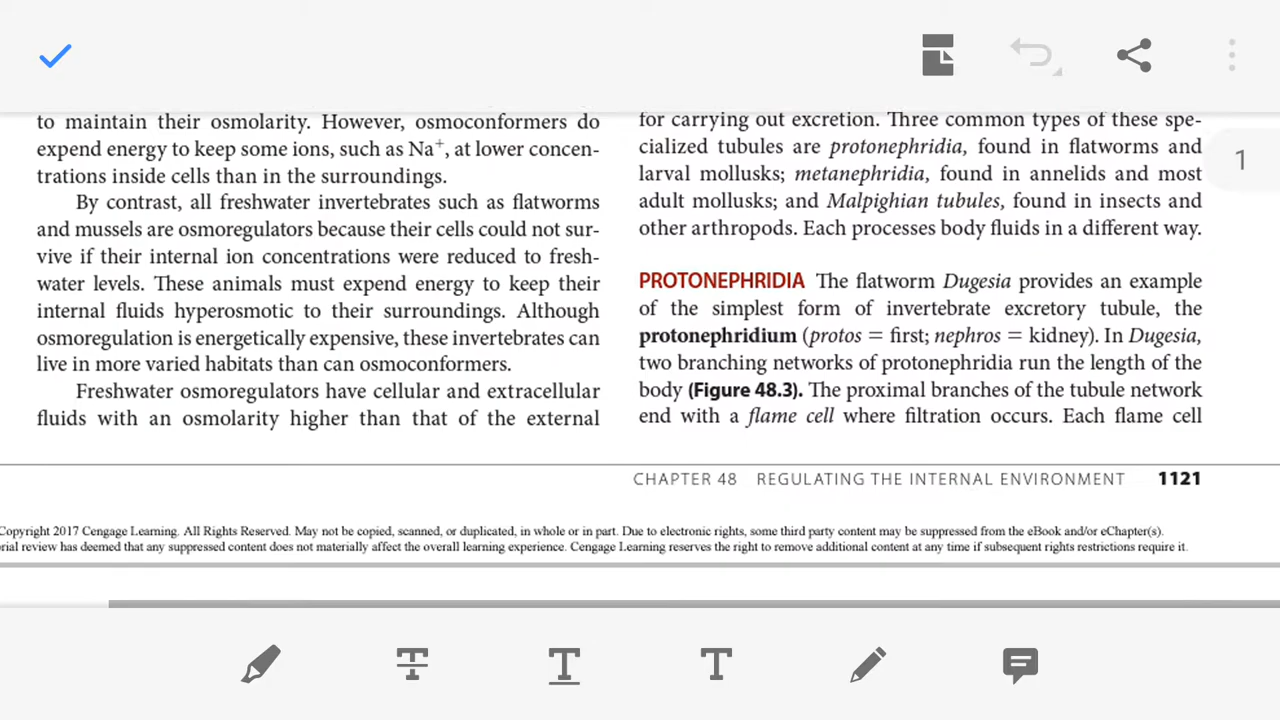 to maintain their osmolarity. However, osmoconformers do
expend energy to keep some ions, such as Na⁺, at lower concen-
trations inside cells than in the surroundings.
By contrast, all freshwater invertebrates such as flatworms
and mussels are osmoregulators because their cells could not sur-
vive if their internal ion concentrations were reduced to fresh-
water levels. These animals must expend energy to keep their
internal fluids hyperosmotic to their surroundings. Although
osmoregulation is energetically expensive, these invertebrates can
live in more varied habitats than can osmoconformers.
Freshwater osmoregulators have cellular and extracellular
fluids with an osmolarity higher than that of the external
for carrying out excretion. Three common types of these spe-
cialized tubules are protonephridia, found in flatworms and
larval mollusks; metanephridia, found in annelids and most
adult mollusks; and Malpighian tubules, found in insects and
other arthropods. Each processes body fluids in a different way.
PROTONEPHRIDIA The flatworm Dugesia provides an example
of the simplest form of invertebrate excretory tubule, the
protonephridium (protos = first; nephros = kidney). In Dugesia,
two branching networks of protonephridia run the length of the
body (Figure 48.3). The proximal branches of the tubule network
end with a flame cell where filtration occurs. Each flame cell
1
CHAPTER 48 REGULATING THE INTERNAL ENVIRONMENT 1121
Copyright 2017 Cengage Learning. All Rights Reserved. May not be copied, scanned, or duplicated, in whole or in part. Due to electronic rights, some third party content may be suppressed from the eBook and/or eChapter(s).
rial review has deemed that any suppressed content does not materially affect the overall learning experience. Cengage Learning reserves the right to remove additional content at any time if subsequent rights restrictions require it.
T
T
T